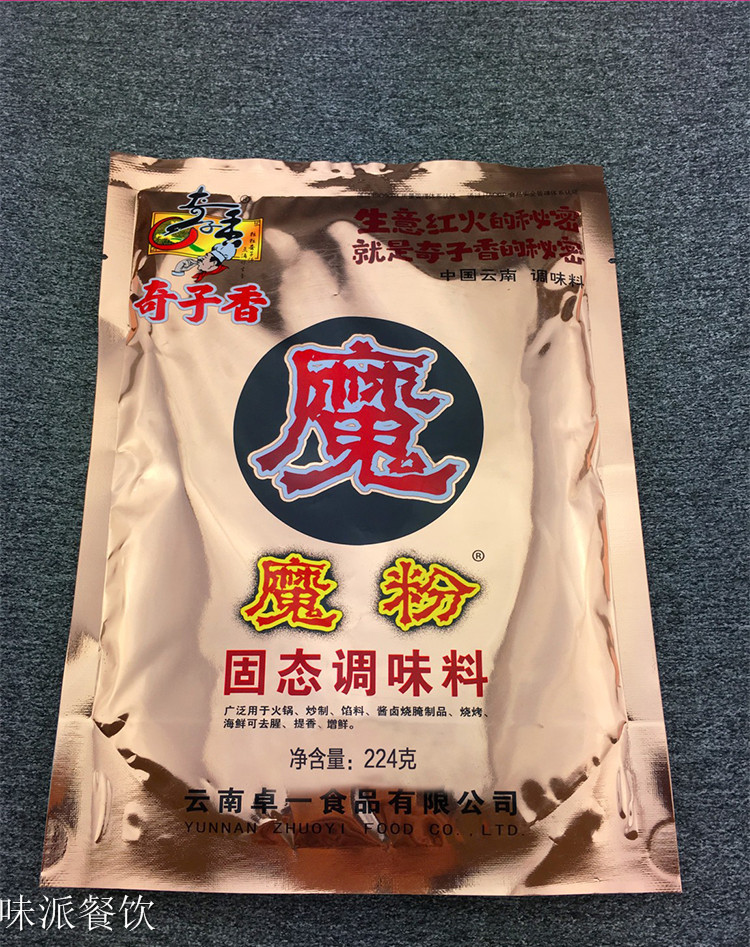 生意红火的秘密
就是奇子香的秘密
中国云南 调味料
奇子香
奇子香
魔
魔粉®
固态调味料
广泛用于火锅、炒制、馅料、酱卤烧腌制品、烧烤、
海鲜可去腥、提香、增鲜。
净含量：224克
云南卓一食品有限公司
YUNNAN ZHUOYI FOOD CO.,LTD.
味派餐饮